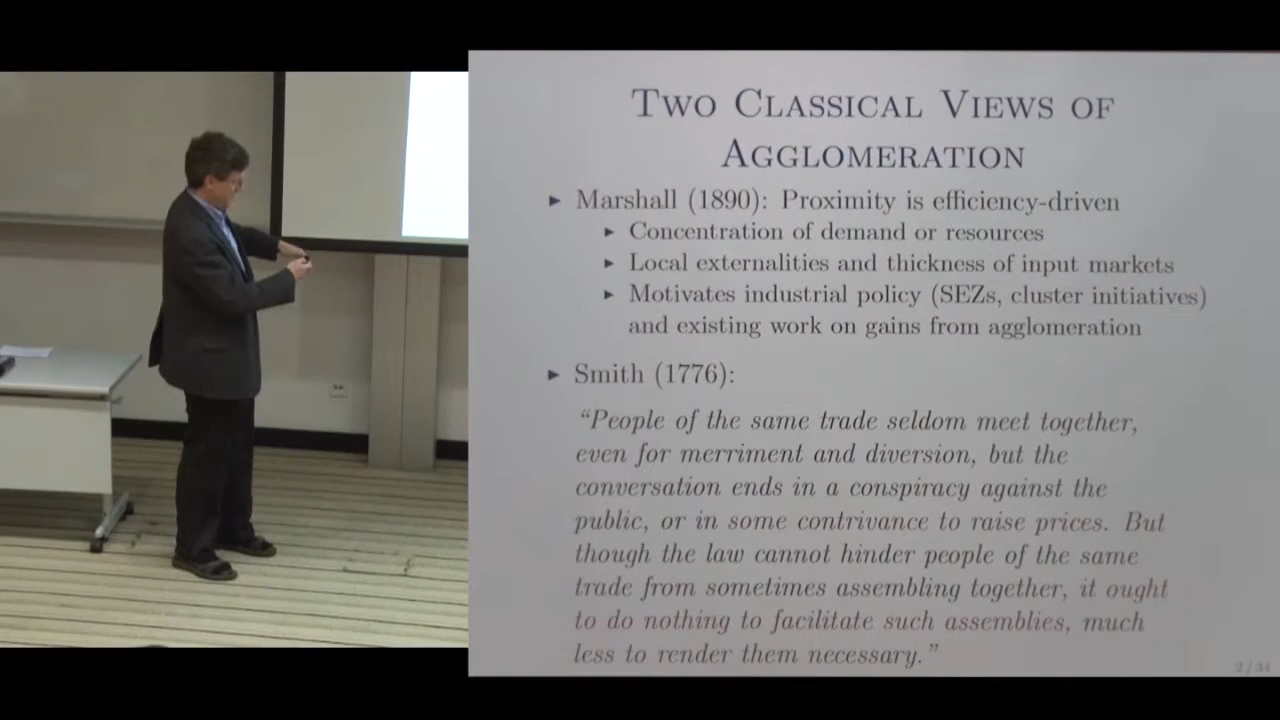 TWO CLASSICAL VIEWS OF
AGGLOMERATION
▸ Marshall (1890): Proximity is efficiency-driven
▸ Concentration of demand or resources
▸ Local externalities and thickness of input markets
▸ Motivates industrial policy (SEZs, cluster initiatives)
and existing work on gains from agglomeration
▸ Smith (1776):
“People of the same trade seldom meet together,
even for merriment and diversion, but the
conversation ends in a conspiracy against the
public, or in some contrivance to raise prices. But
though the law cannot hinder people of the same
trade from sometimes assembling together, it ought
to do nothing to facilitate such assemblies, much
less to render them necessary.”
2 / 34